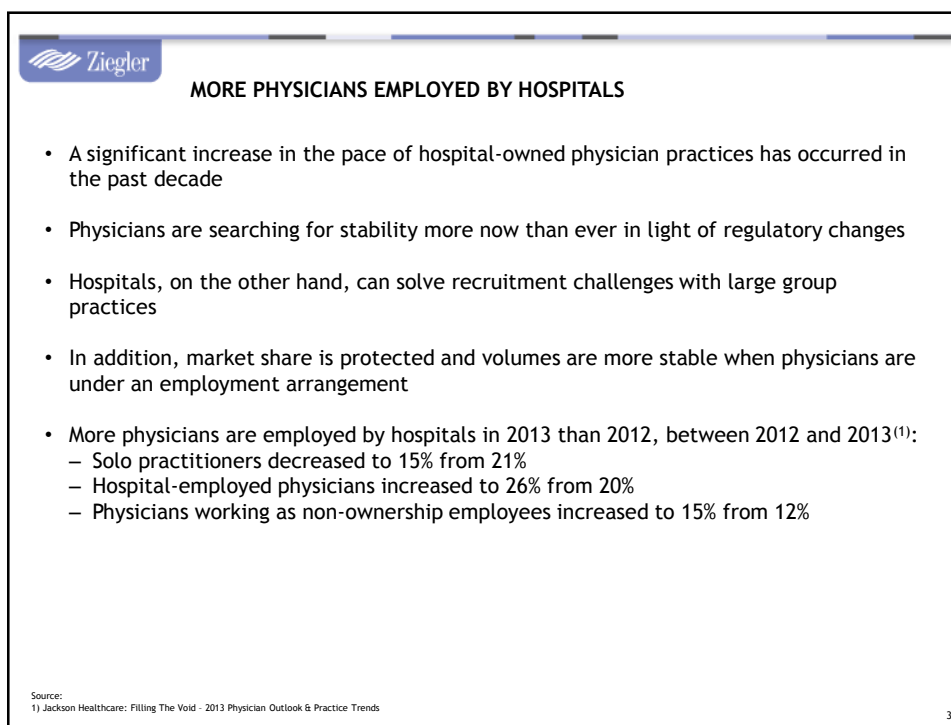 Ziegler
MORE PHYSICIANS EMPLOYED BY HOSPITALS
• A significant increase in the pace of hospital-owned physician practices has occurred in
the past decade
• Physicians are searching for stability more now than ever in light of regulatory changes
• Hospitals, on the other hand, can solve recruitment challenges with large group
practices
• In addition, market share is protected and volumes are more stable when physicians are
under an employment arrangement
• More physicians are employed by hospitals in 2013 than 2012, between 2012 and 2013(1):
– Solo practitioners decreased to 15% from 21%
– Hospital-employed physicians increased to 26% from 20%
– Physicians working as non-ownership employees increased to 15% from 12%
Source:
1) Jackson Healthcare: Filling The Void – 2013 Physician Outlook & Practice Trends
3